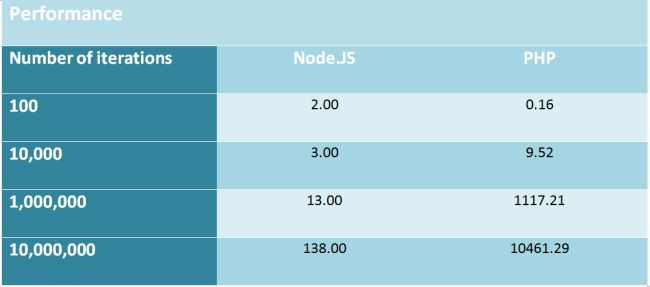 Performance
Number of iterations Node.JS PHP
100 2.00 0.16
10,000 3.00 9.52
1,000,000 13.00 1117.21
10,000,000 138.00 10461.29